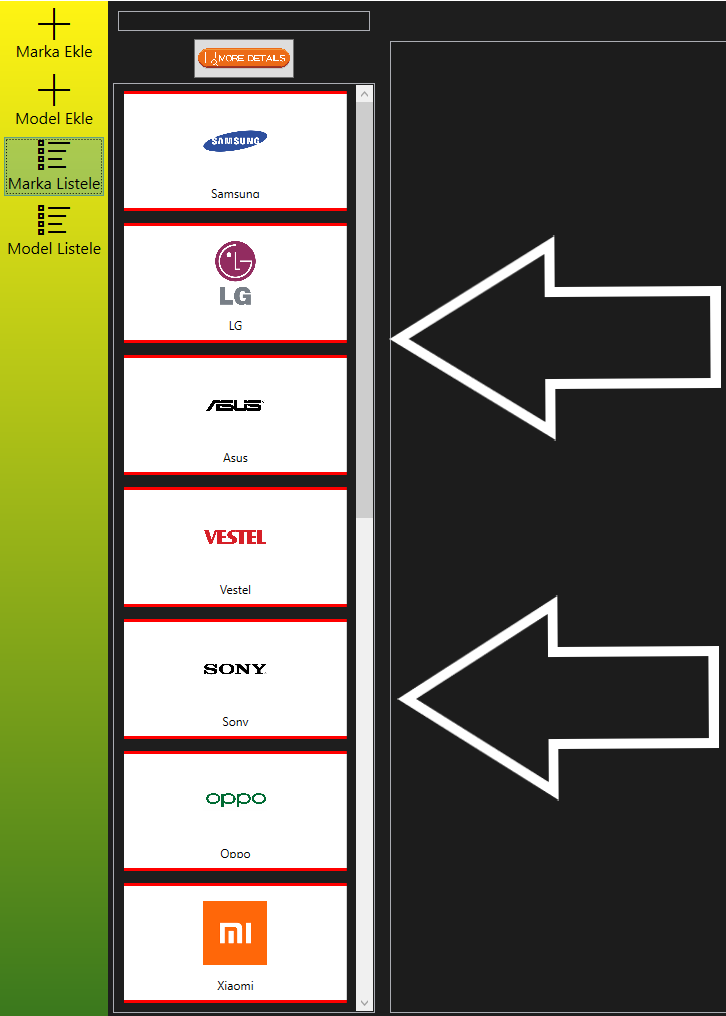 Marka Ekle
Model Ekle
Marka Listele
Model Listele
MORE DETAILS
SAMSUNG
Samsung
LG
LG
ASUS
Asus
VESTEL
Vestel
SONY
Sony
oppo
Oppo
mi
Xiaomi